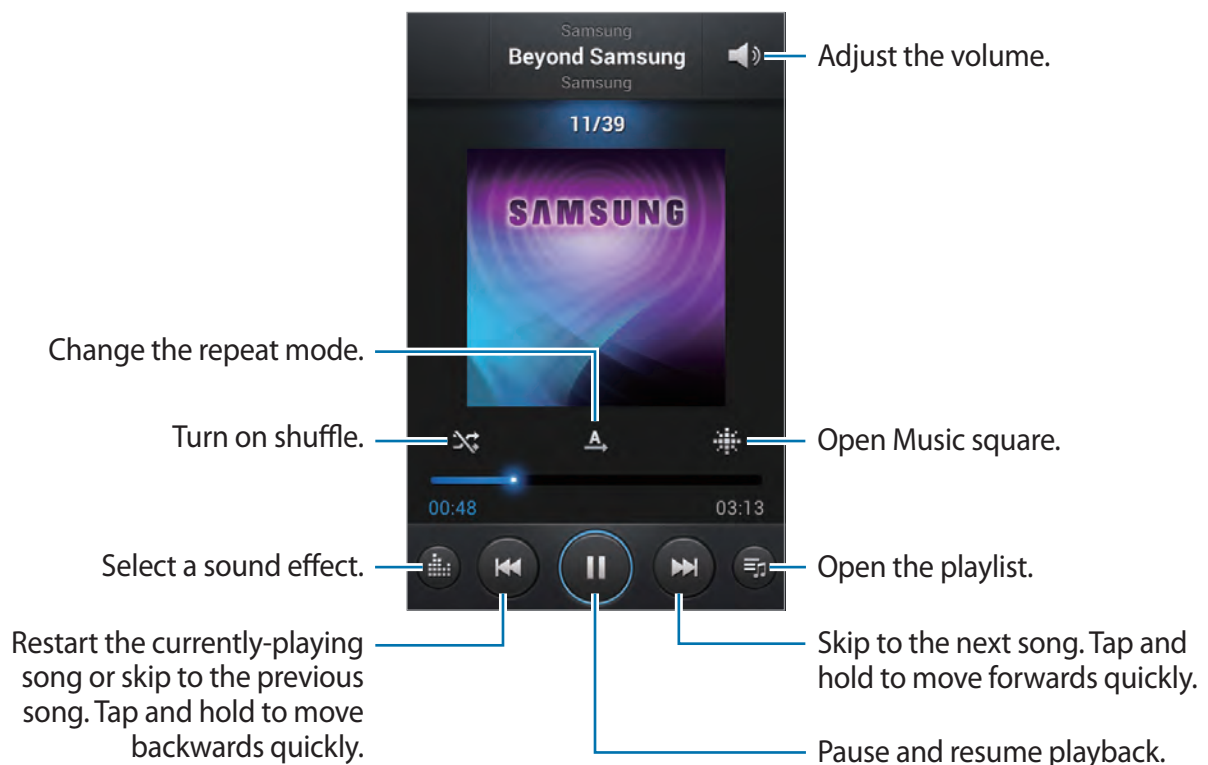 Samsung
Beyond Samsung
Samsung
Adjust the volume.
11/39
SAMSUNG
Change the repeat mode.
Turn on shuffle.
A
Open Music square.
00:48
03:13
Select a sound effect.
Open the playlist.
Restart the currently-playing
song or skip to the previous
song. Tap and hold to move
backwards quickly.
Skip to the next song. Tap and
hold to move forwards quickly.
Pause and resume playback.